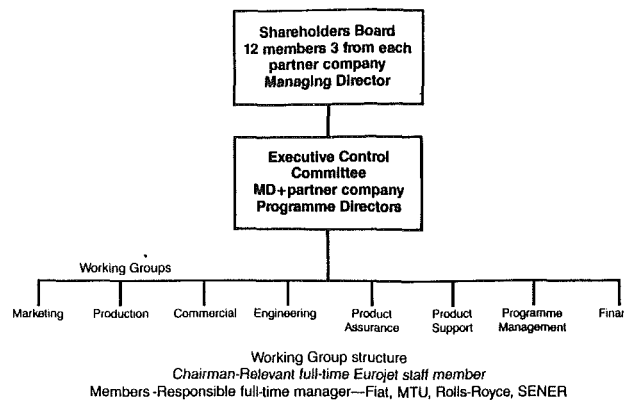 Shareholders Board
12 members 3 from each
partner company
Managing Director
Executive Control
Committee
MD+partner company
Programme Directors
Working Groups
Marketing
Production
Commercial
Engineering
Product
Assurance
Product
Support
Programme
Management
Working Group structure
Chairman-Relevant full-time Eurojet staff member
Members-Responsible full-time manager—Fiat, MTU, Rolls-Royce, SENER